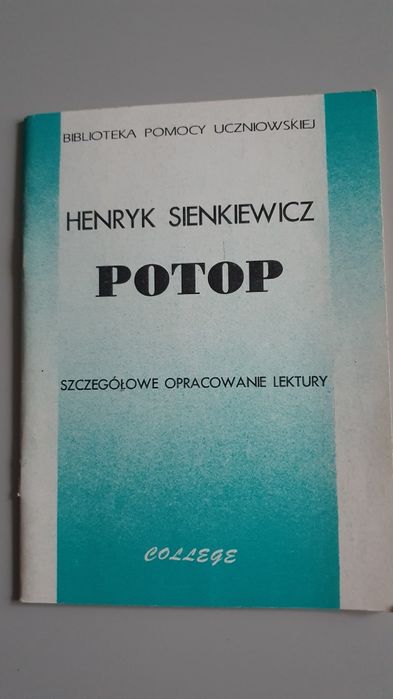 BIBLIOTEKA POMOCY UCZNIOWSKIEJ
HENRYK SIENKIEWICZ
POTOP
SZCZEGÓŁOWE OPRACOWANIE LEKTURY
COLLEGE